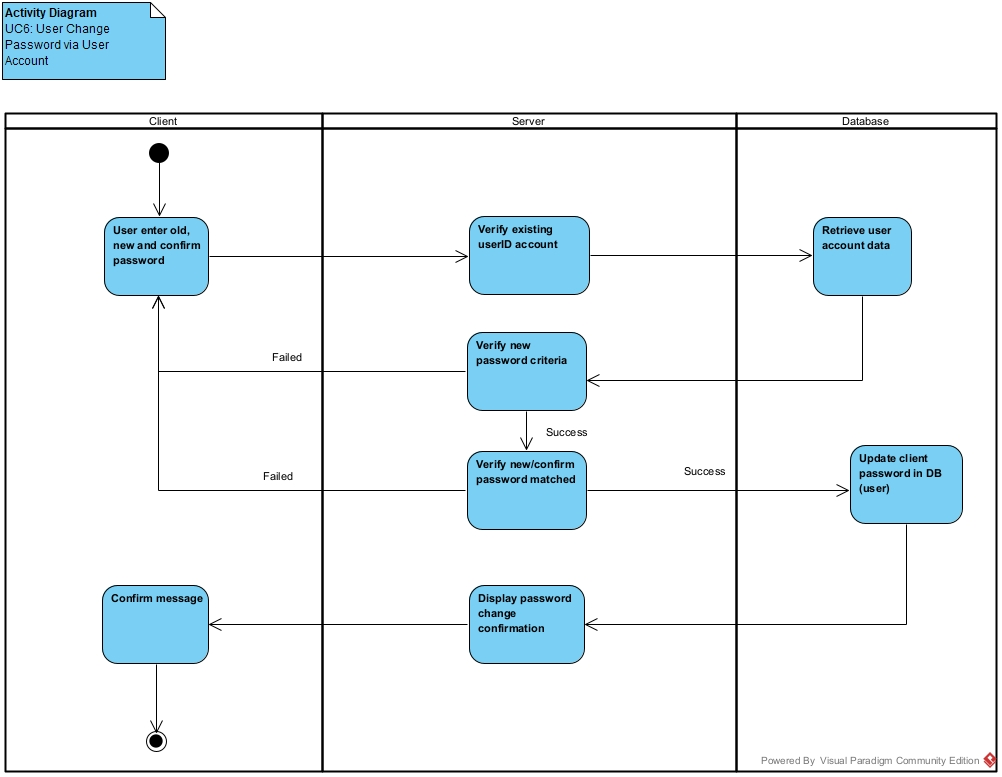 Activity Diagram
UC6: User Change
Password via User
Account
Client
Server
Database
User enter old,
new and confirm
password
Verify existing
userID account
Retrieve user
account data
Verify new
password criteria
Failed
Success
Verify new/confirm
password matched
Failed
Success
Update client
password in DB
(user)
Confirm message
Display password
change
confirmation
Powered By Visual Paradigm Community Edition